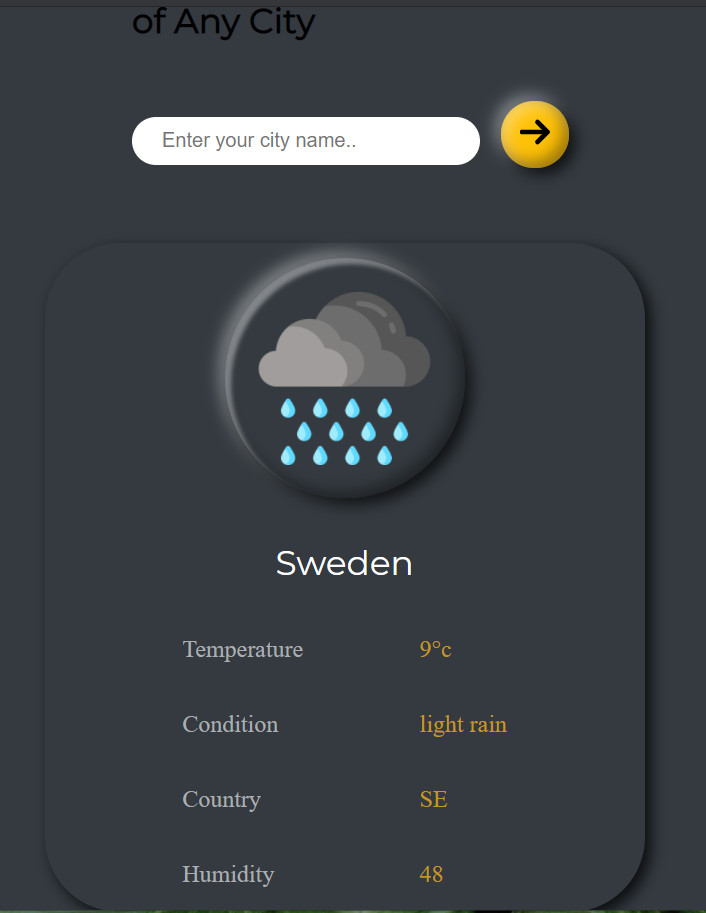 of Any City
Enter your city name..
Sweden
Temperature 9°c
Condition light rain
Country SE
Humidity 48